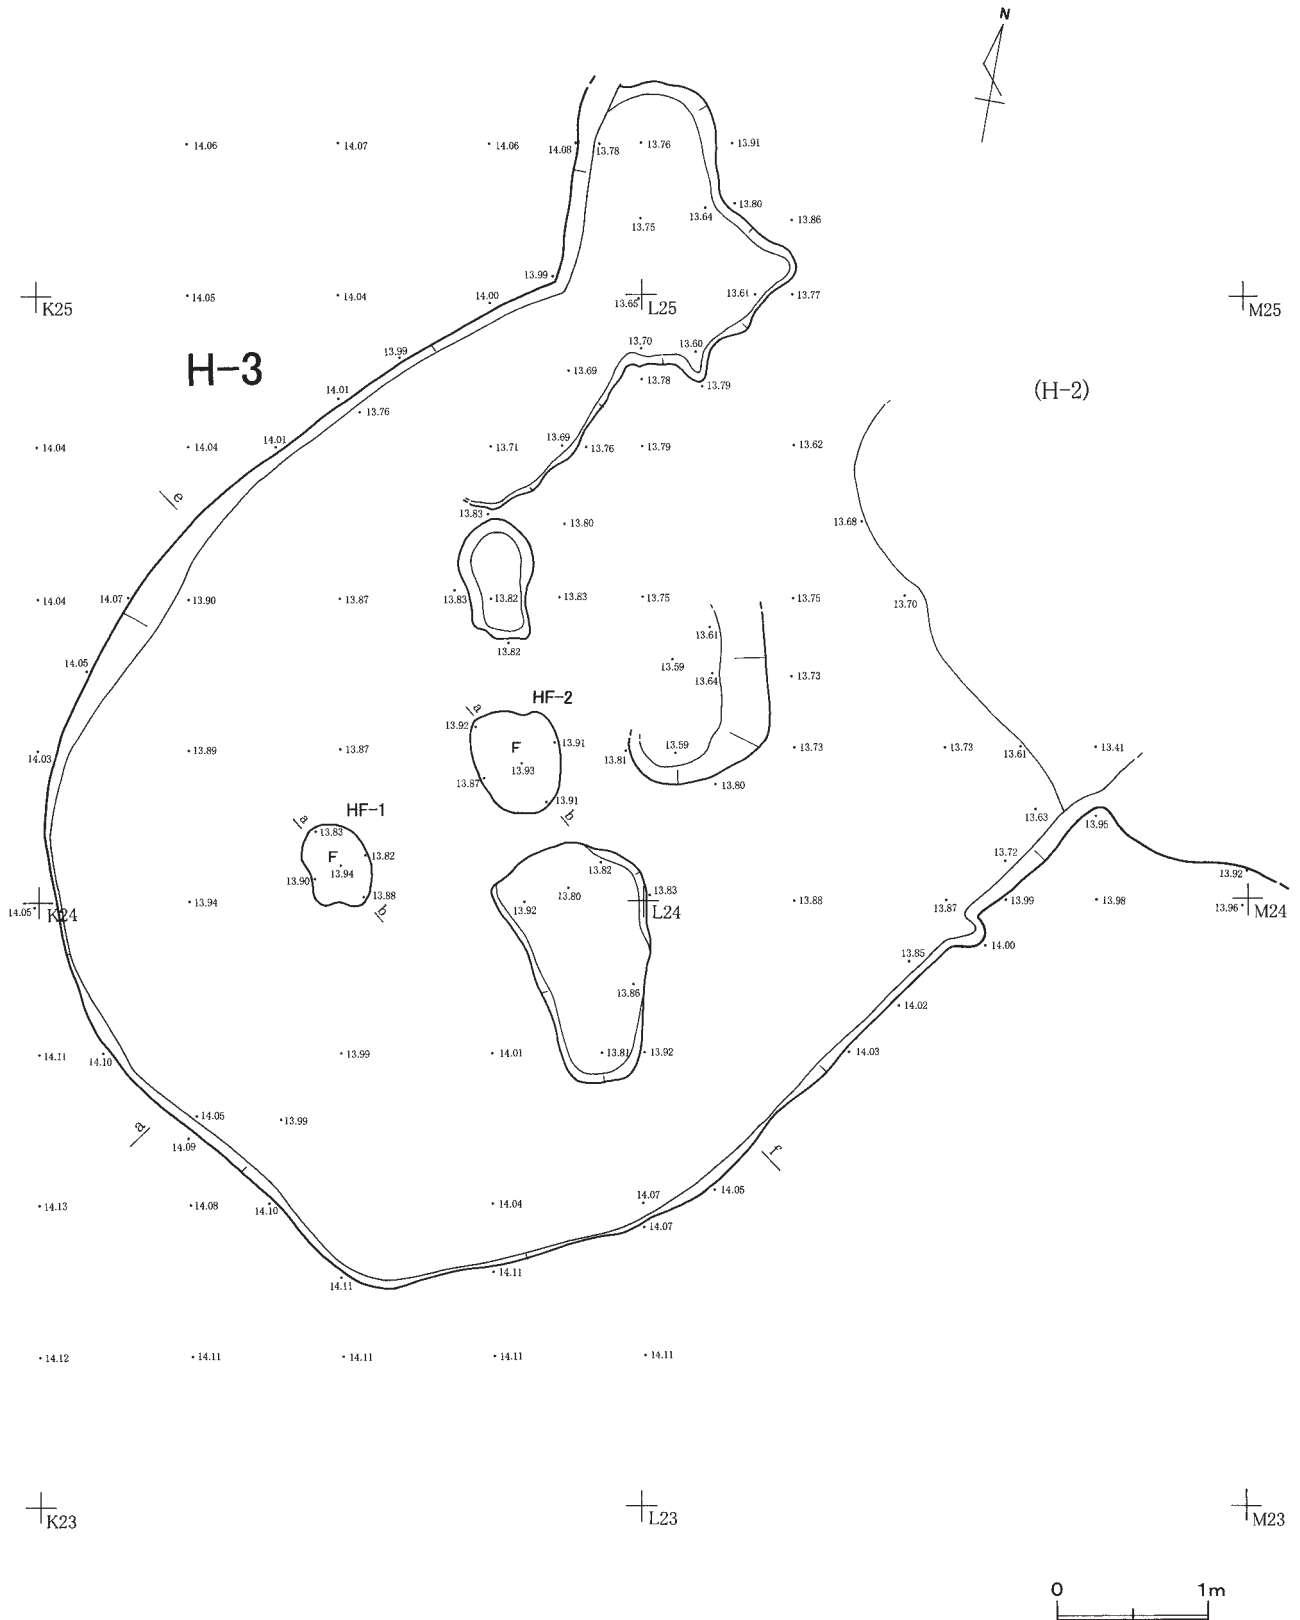 N
14.06 14.07 14.06 14.08 13.78 13.76 13.91
13.64 13.80
13.75 13.86
13.99
K25 14.05 14.04 14.00 13.65 L25 13.61 13.77 M25
H-3
13.99 13.70 13.60
13.69 13.78 13.79
(H-2)
14.01
13.76
14.04 14.04 14.01 13.71 13.69 13.76 13.79 13.62
e
13.83 13.80 13.68
14.04 14.07 13.90 13.87 13.83 13.82 13.83 13.75 13.75 13.70
13.61
13.82
14.05 13.59 13.64 13.73
HF-2
a
13.92 13.91
F
14.03 13.89 13.87 13.93 13.81 13.59 13.73 13.73 13.61 13.41
13.87 13.80
13.91
HF-1 b
a 13.83 13.63 13.95
F 13.82
13.90 13.94 13.82 13.72
13.88 13.80 13.83 13.92
b
14.05 K24 13.94 13.92 L24 13.88 13.87 13.99 13.98 13.96 M24
14.00
13.85
13.86 14.02
14.11 14.10 13.99 14.01 13.81 13.92 14.03
14.05 13.99
a 14.09 f
14.05
14.13 14.08 14.10 14.04 14.07
14.07
14.11 14.11
14.12 14.11 14.11 14.11 14.11
K23 L23 M23
0 1m